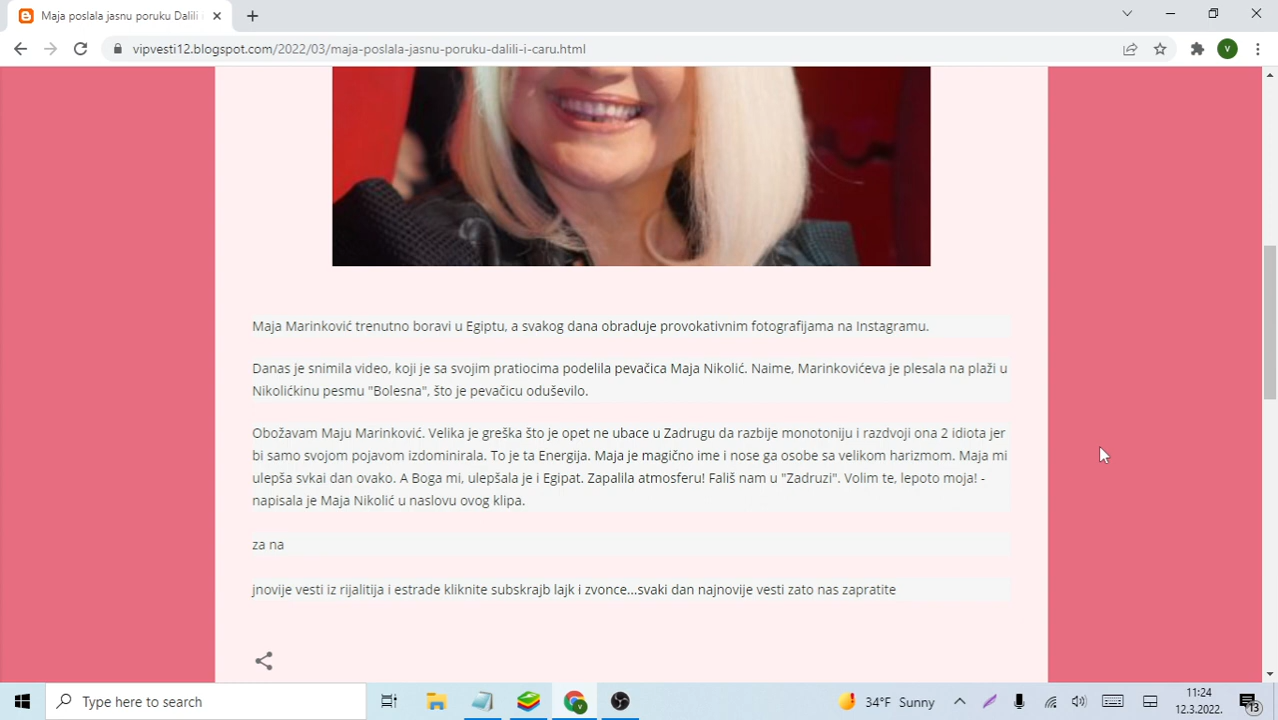 Maja poslala jasnu poruku Dalili i
vipvesti12.blogspot.com/2022/03/maja-poslala-jasnu-poruku-dalili-i-caru.html
V
Maja Marinković trenutno boravi u Egiptu, a svakog dana obraduje provokativnim fotografijama na Instagramu.
Danas je snimila video, koji je sa svojim pratiocima podelila pevačica Maja Nikolić. Naime, Marinkovićeva je plesala na plaži u
Nikoličkinu pesmu "Bolesna", što je pevačicu oduševilo.
Obožavam Maju Marinković. Velika je greška što je opet ne ubace u Zadrugu da razbije monotoniju i razdvoji ona 2 idiota jer
bi samo svojom pojavom izdominirala. To je ta Energija. Maja je magično ime i nose ga osobe sa velikom harizmom. Maja mi
ulepša svkai dan ovako. A Boga mi, ulepšala je i Egipat. Zapalila atmosferu! Fališ nam u "Zadruzi". Volim te, lepoto moja! -
napisala je Maja Nikolić u naslovu ovog klipa.
za na
jnovije vesti iz rijalitija i estrade kliknite subskrajb lajk i zvonce...svaki dan najnovije vesti zato nas zapratite
Type here to search
V
34°F Sunny
11:24
12.3.2022.
13